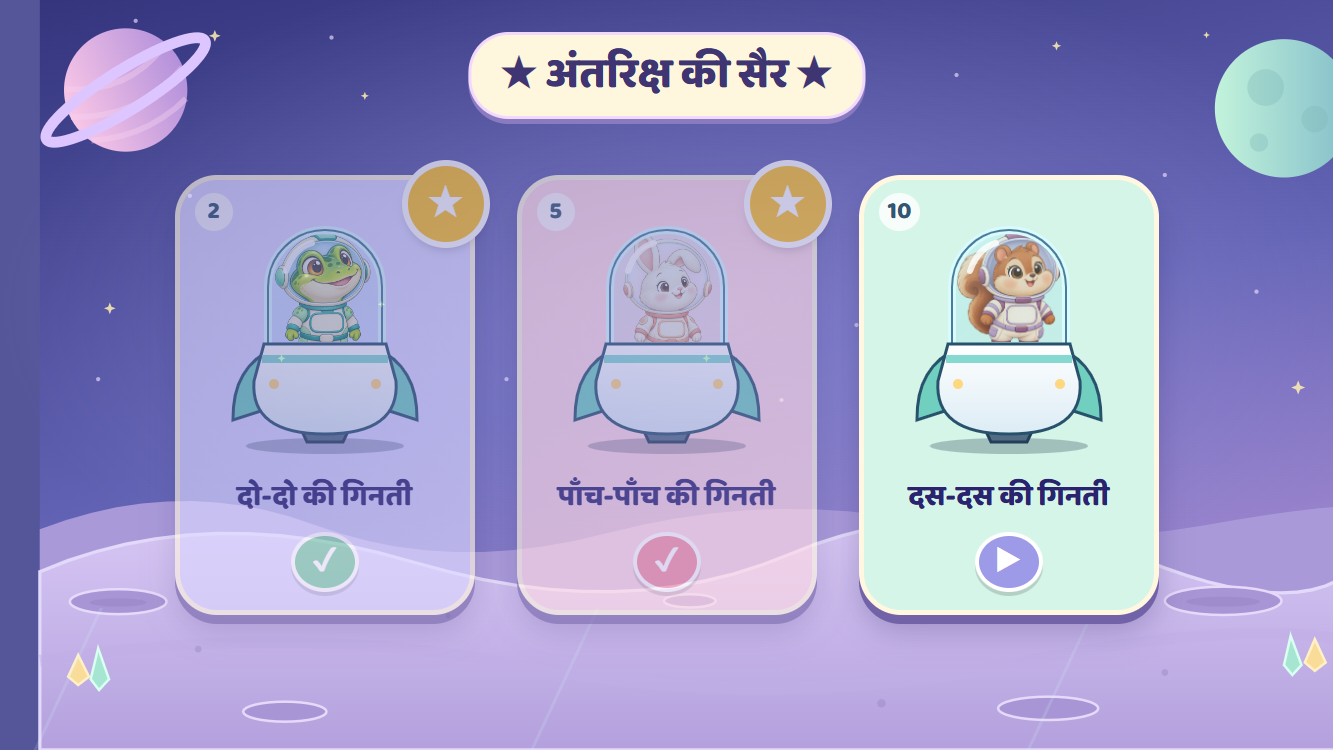 ★ अंतरिक्ष की सैर ★
2
5
10
दो-दो की गिनती
पाँच-पाँच की गिनती
दस-दस की गिनती